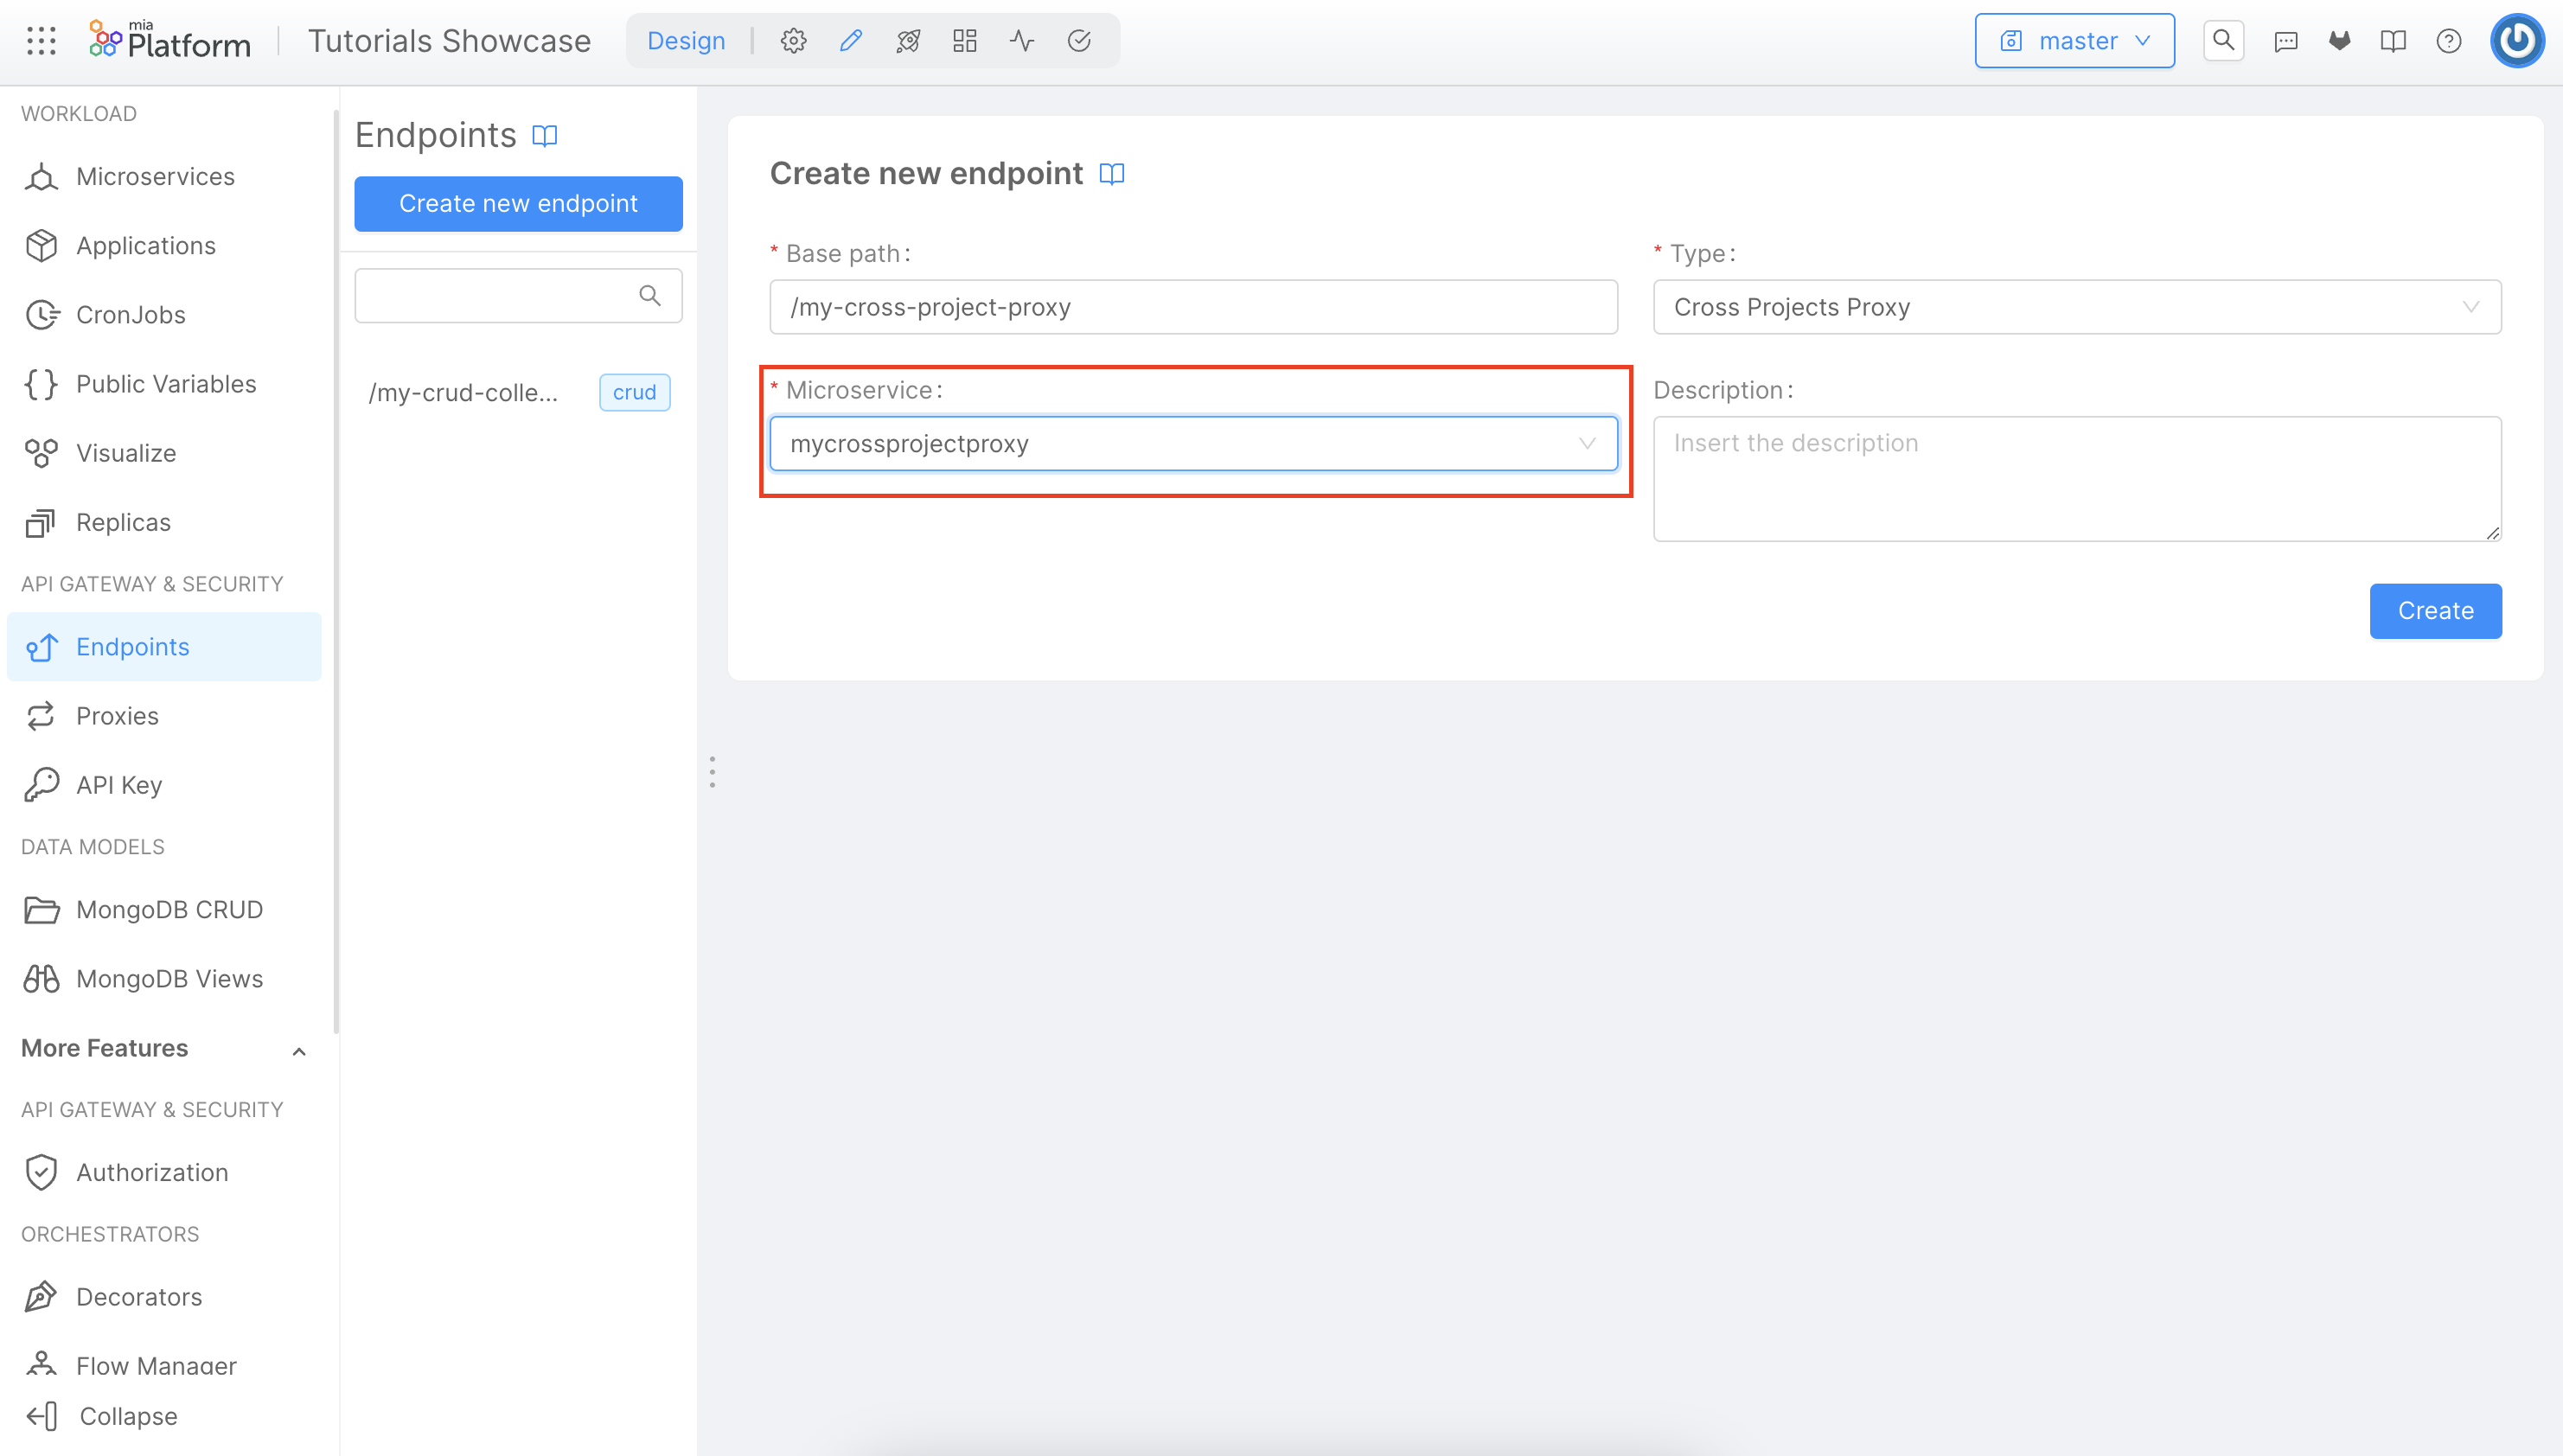 mia
Platform
Tutorials Showcase
Design
master
WORKLOAD
Microservices
Applications
CronJobs
Public Variables
Visualize
Replicas
API GATEWAY & SECURITY
Endpoints
Proxies
API Key
DATA MODELS
MongoDB CRUD
MongoDB Views
More Features
API GATEWAY & SECURITY
Authorization
ORCHESTRATORS
Decorators
Flow Manager
Collapse
Endpoints
Create new endpoint
/my-crud-colle... crud
Create new endpoint
* Base path:
/my-cross-project-proxy
* Type:
Cross Projects Proxy
* Microservice:
mycrossprojectproxy
Description:
Insert the description
Create